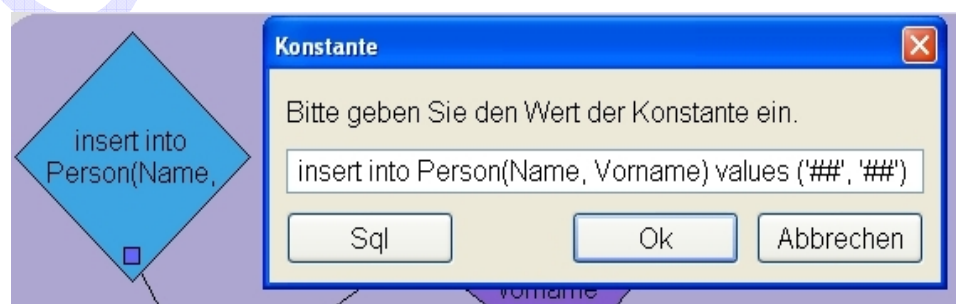 insert into
Person(Name,
Konstante
Bitte geben Sie den Wert der Konstante ein.
insert into Person(Name, Vorname) values ('##', '##')
Sql
Ok
Abbrechen
Vorname